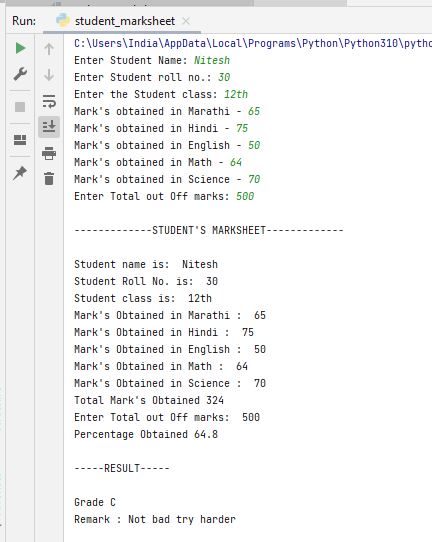 Run: student_marksheet
C:\Users\India\AppData\Local\Programs\Python\Python310\pytho
Enter Student Name: Nitesh
Enter Student roll no.: 30
Enter the Student class: 12th
Mark's obtained in Marathi - 65
Mark's obtained in Hindi - 75
Mark's obtained in English - 50
Mark's obtained in Math - 64
Mark's obtained in Science - 70
Enter Total out Off marks: 500
-------------STUDENT'S MARKSHEET-------------
Student name is:  Nitesh
Student Roll No. is:  30
Student class is:  12th
Mark's Obtained in Marathi :  65
Mark's Obtained in Hindi :  75
Mark's Obtained in English :  50
Mark's Obtained in Math :  64
Mark's Obtained in Science :  70
Total Mark's Obtained 324
Enter Total out Off marks:  500
Percentage Obtained 64.8
-----RESULT-----
Grade C
Remark : Not bad try harder